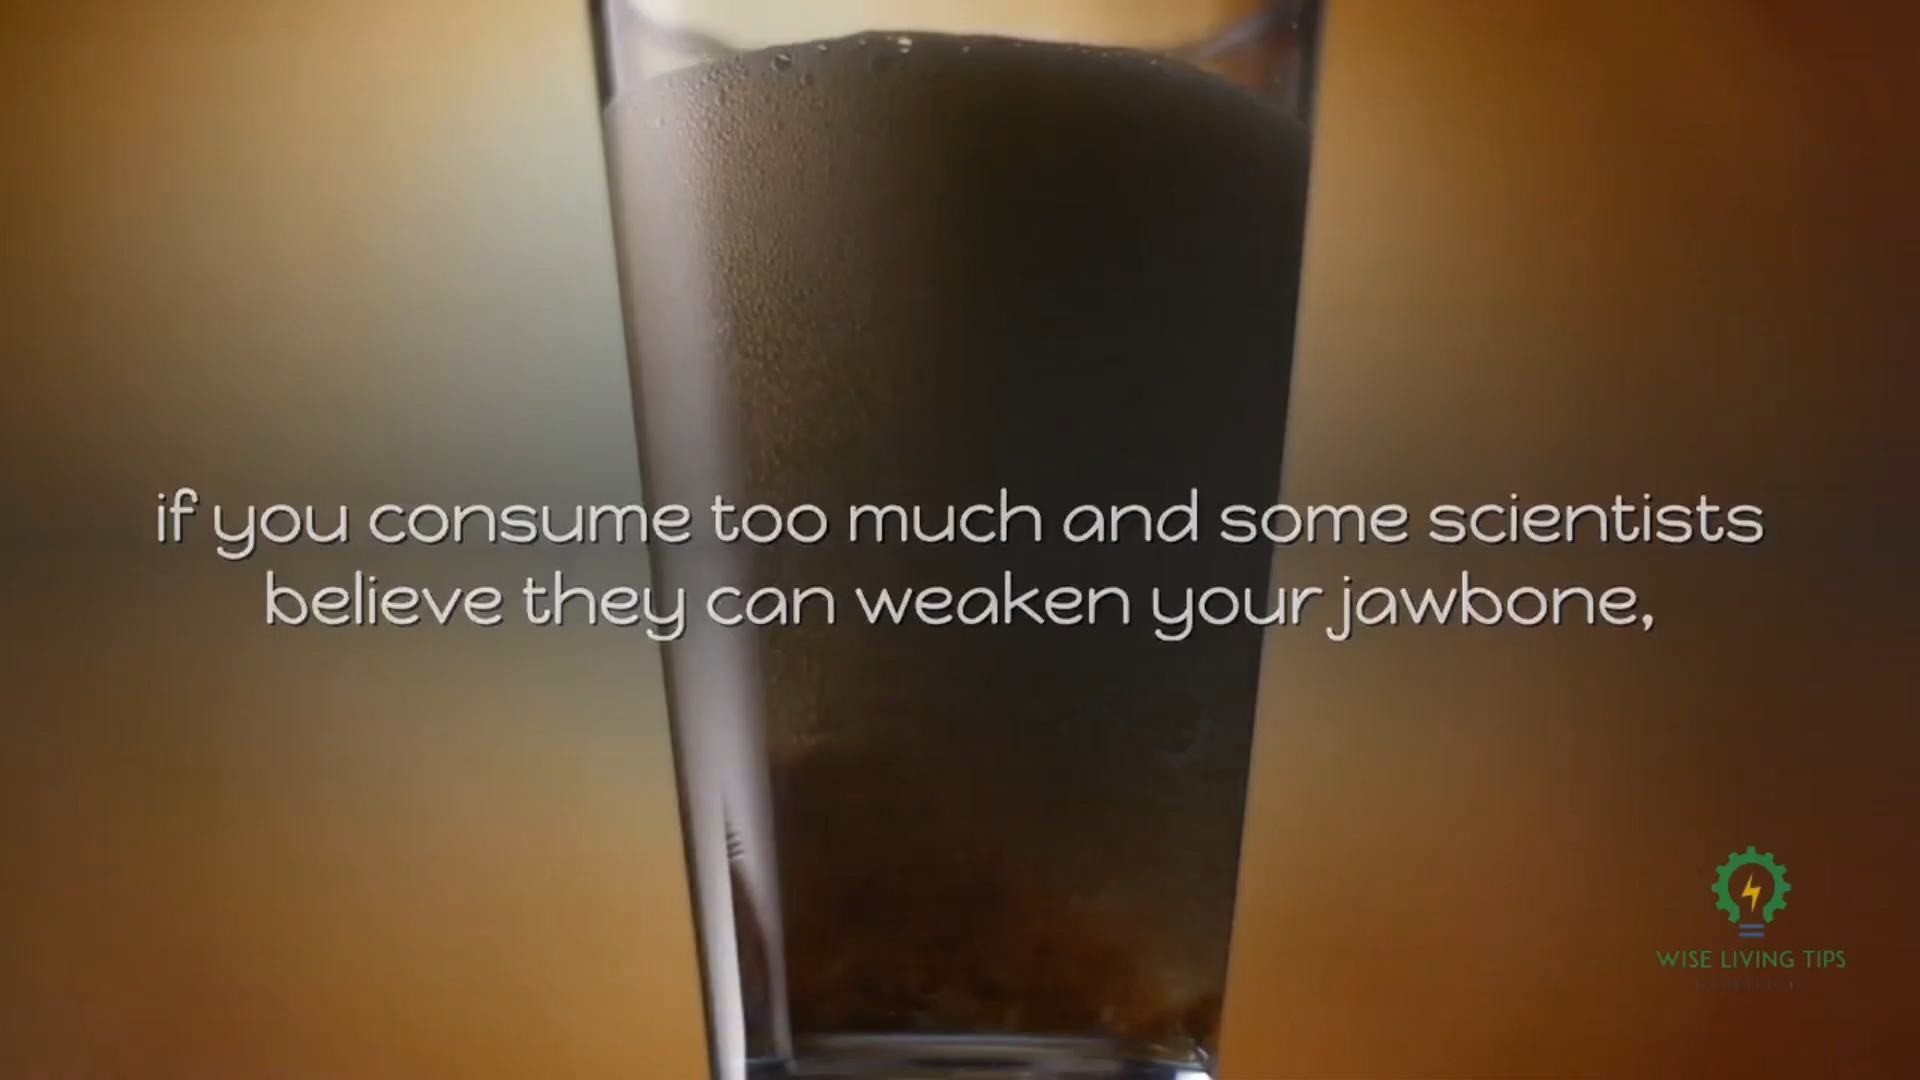 if you consume too much and some scientists
believe they can weaken your jawbone,
WISE LIVING TIPS